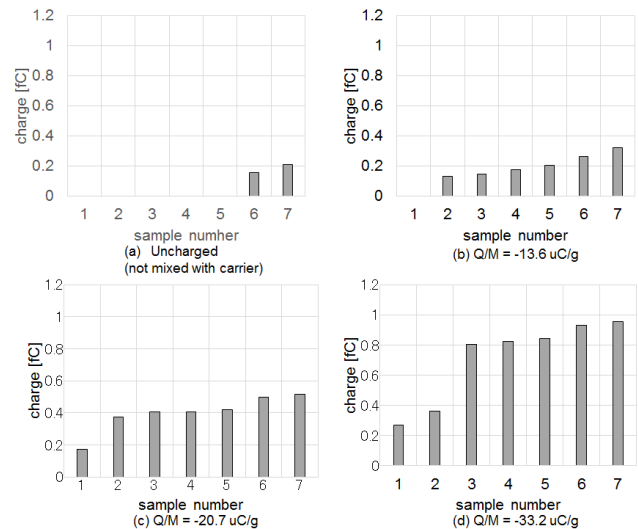 1.2
1
0.8
0.6
0.4
0.2
0
charge [fC]
1 2 3 4 5 6 7
sample numher
(a) Uncharged
(not mixed with carrier)
1.2
1
0.8
0.6
0.4
0.2
0
charge [fC]
1 2 3 4 5 6 7
sample number
(b) Q/M = -13.6 uC/g
1.2
1
0.8
0.6
0.4
0.2
0
charge [fC]
1 2 3 4 5 6 7
sample number
(c) Q/M = -20.7 uC/g
1.2
1
0.8
0.6
0.4
0.2
0
charge [fC]
1 2 3 4 5 6 7
sample number
(d) Q/M = -33.2 uC/g